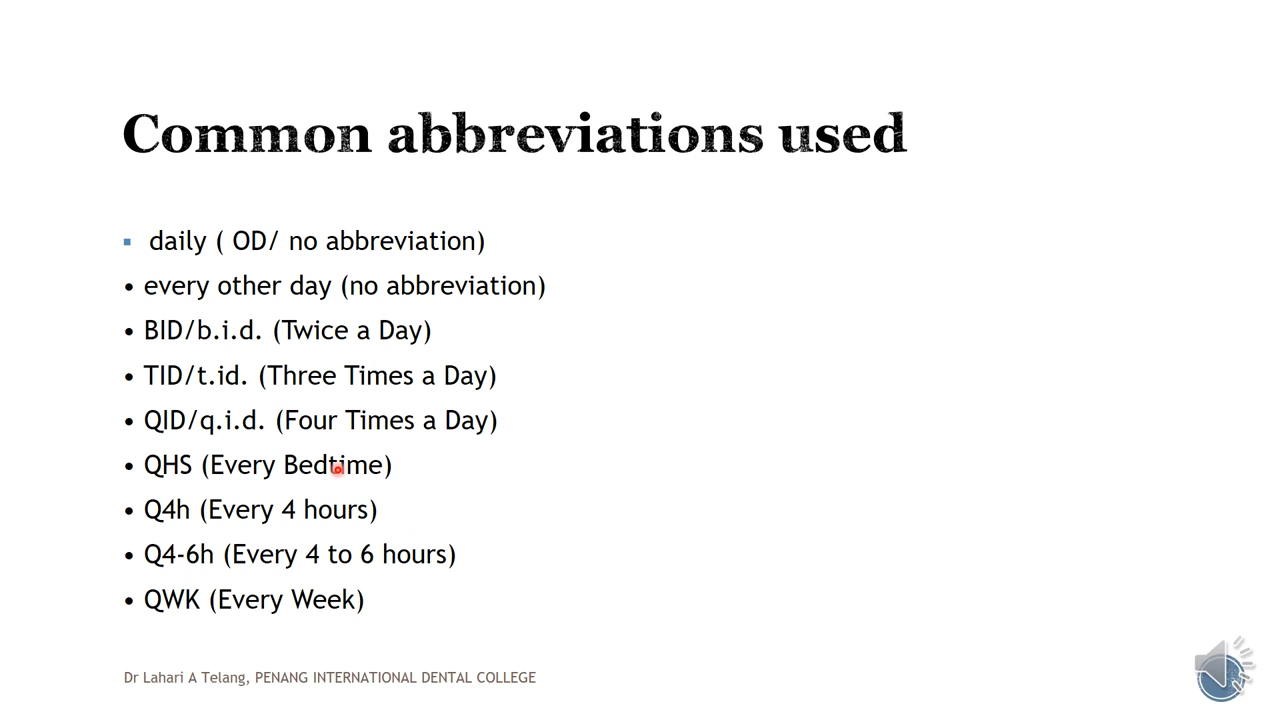 Common abbreviations used
▪ daily ( OD/ no abbreviation)
• every other day (no abbreviation)
• BID/b.i.d. (Twice a Day)
• TID/t.id. (Three Times a Day)
• QID/q.i.d. (Four Times a Day)
• QHS (Every Bedtime)
• Q4h (Every 4 hours)
• Q4-6h (Every 4 to 6 hours)
• QWK (Every Week)
Dr Lahari A Telang, PENANG INTERNATIONAL DENTAL COLLEGE